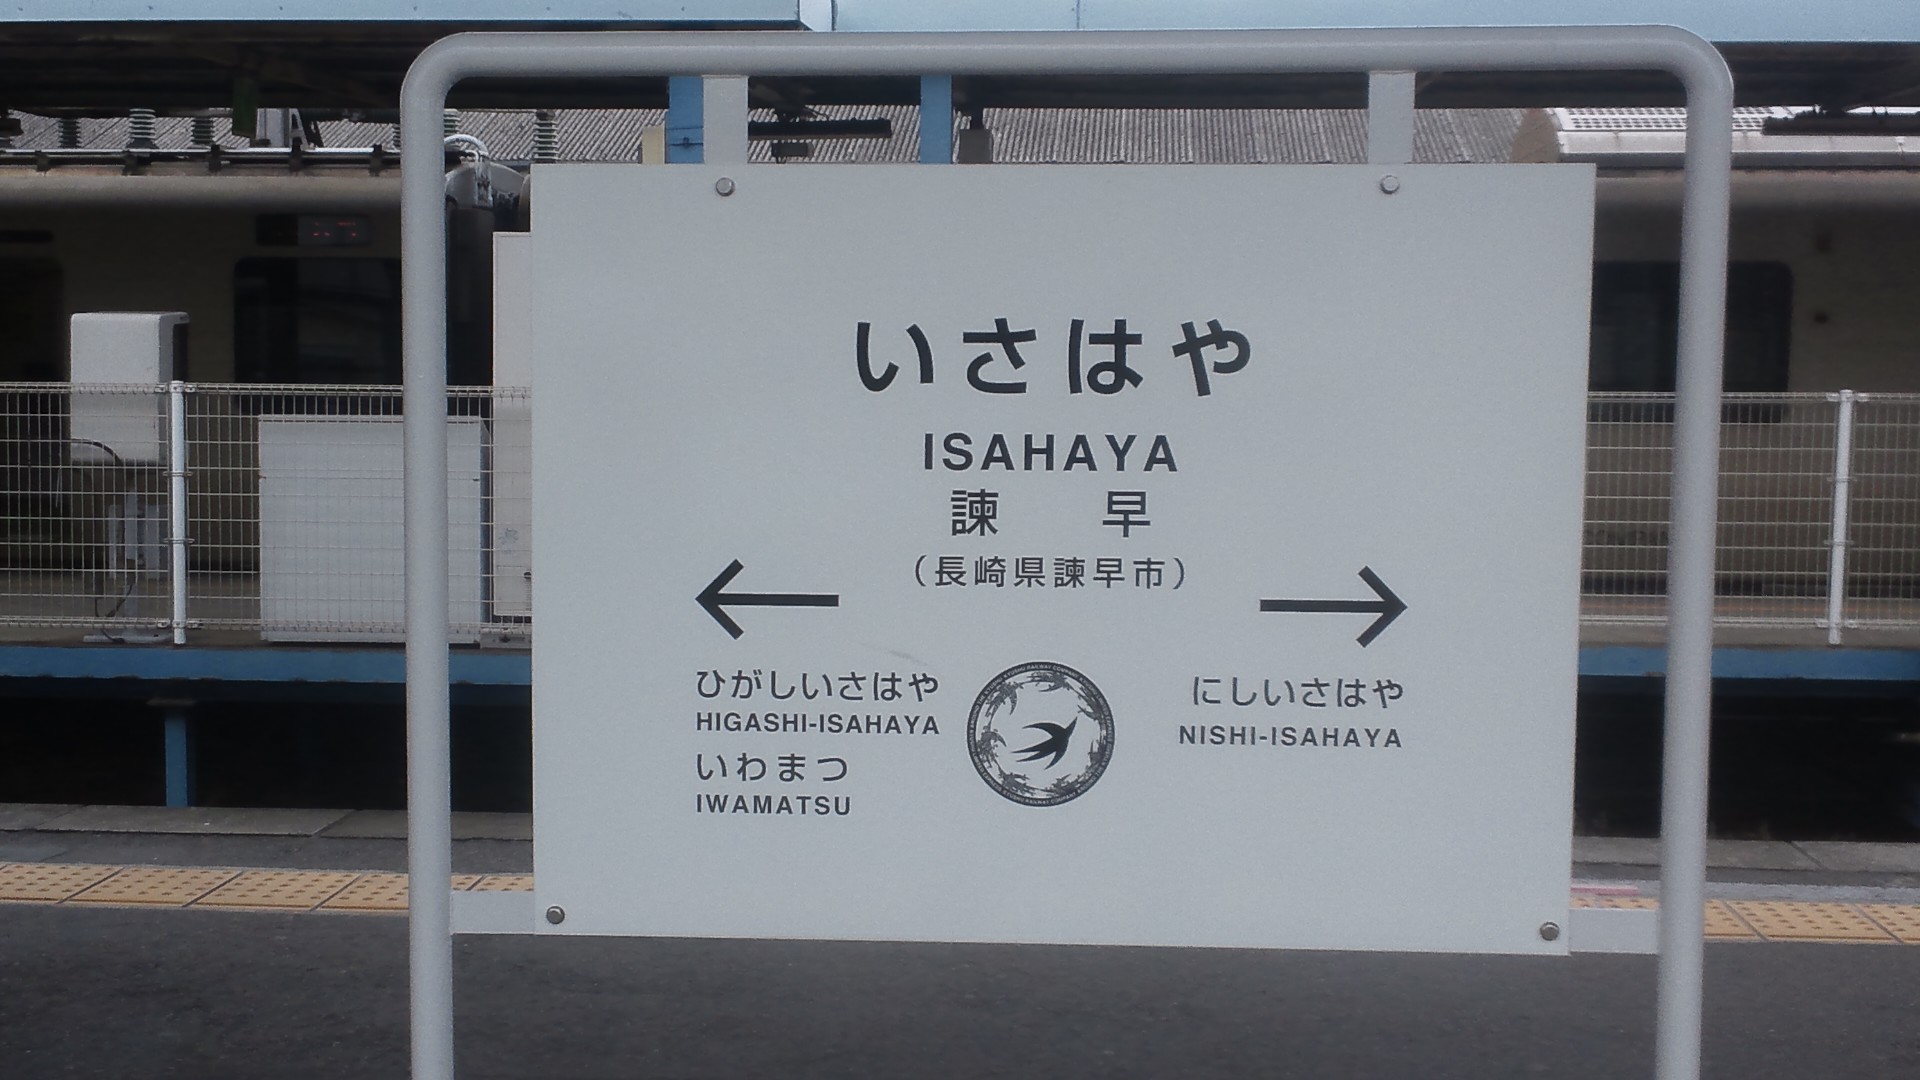 いさはや
ISAHAYA
諫 早
（長崎県諫早市）
← →
ひがしいさはや
HIGASHI-ISAHAYA
いわまつ
IWAMATSU
にしいさはや
NISHI-ISAHAYA